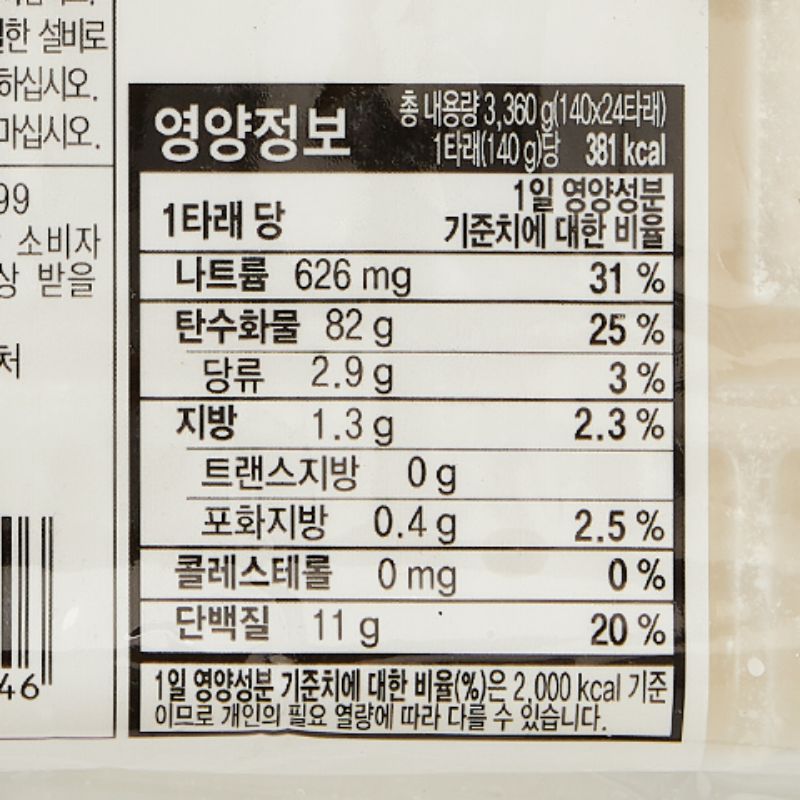 설비로
하십시오.
마십시오.
99
소비자
상 받을
처
46
영양정보
총 내용량 3,360 g(140x24타래)
1타래(140 g)당 381 kcal
1타래 당
1일 영양성분
기준치에 대한 비율
나트륨 626 mg 31 %
탄수화물 82 g 25 %
당류 2.9 g 3 %
지방 1.3 g 2.3 %
트랜스지방 0 g
포화지방 0.4 g 2.5 %
콜레스테롤 0 mg 0 %
단백질 11 g 20 %
1일 영양성분 기준치에 대한 비율(%)은 2,000 kcal 기준
이므로 개인의 필요 열량에 따라 다를 수 있습니다.